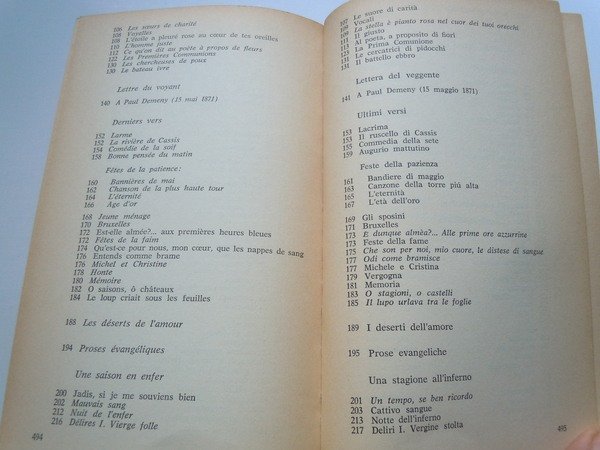 106 Les sœurs de charité
108 Voyelles
108 L'étoile a pleuré rose au cœur de tes oreilles
110 L'homme juste
112 Ce qu'on dit au poète à propos de fleurs
122 Les Premières Communions
130 Les chercheuses de poux
130 Le bateau ivre
Lettre du voyant
140 A Paul Demeny (15 mai 1871)
Derniers vers
152 Larme
152 La rivière de Cassis
154 Comédie de la soif
158 Bonne pensée du matin
Fêtes de la patience:
160 Bannières de mai
162 Chanson de la plus haute tour
164 L'éternité
166 Age d'or
168 Jeune ménage
170 Bruxelles
172 Est-elle almée?... aux premières heures bleues
172 Fêtes de la faim
174 Qu'est-ce pour nous, mon cœur, que les nappes de sang
176 Entends comme brame
176 Michel et Christine
178 Honte
180 Mémoire
182 O saisons, ô châteaux
184 Le loup criait sous les feuilles
188 Les déserts de l'amour
194 Proses évangéliques
Une saison en enfer
200 Jadis, si je me souviens bien
202 Mauvais sang
212 Nuit de l'enfer
216 Délires I. Vierge folle
494
107 Le suore di carità
108 Vocali
La stella è pianto rosa nel cuor dei tuoi orecchi
111 Il giusto
113 Al poeta, a proposito di fiori
La Prima Comunione
131 Le cercatrici di pidocchi
131 Il battello ebbro
Lettera del veggente
141 A Paul Demeny (15 maggio 1871)
Ultimi versi
153 Lacrima
153 Il ruscello di Cassis
155 Commedia della sete
159 Augurio mattutino
Feste della pazienza
161 Bandiere di maggio
163 Canzone della torre più alta
165 L'eternità
167 L'età dell'oro
169 Gli sposini
171 Bruxelles
173 È dunque almèa?... Alle prime ore azzurrine
173 Feste della fame
175 Che son per noi, mio cuore, le distese di sangue
177 Odi come bramisce
177 Michele e Cristina
179 Vergogna
181 Memoria
183 O stagioni, o castelli
185 Il lupo urlava tra le foglie
189 I deserti dell'amore
195 Prose evangeliche
Una stagione all'inferno
201 Un tempo, se ben ricordo
203 Cattivo sangue
213 Notte dell'inferno
217 Deliri I. Vergine stolta
495